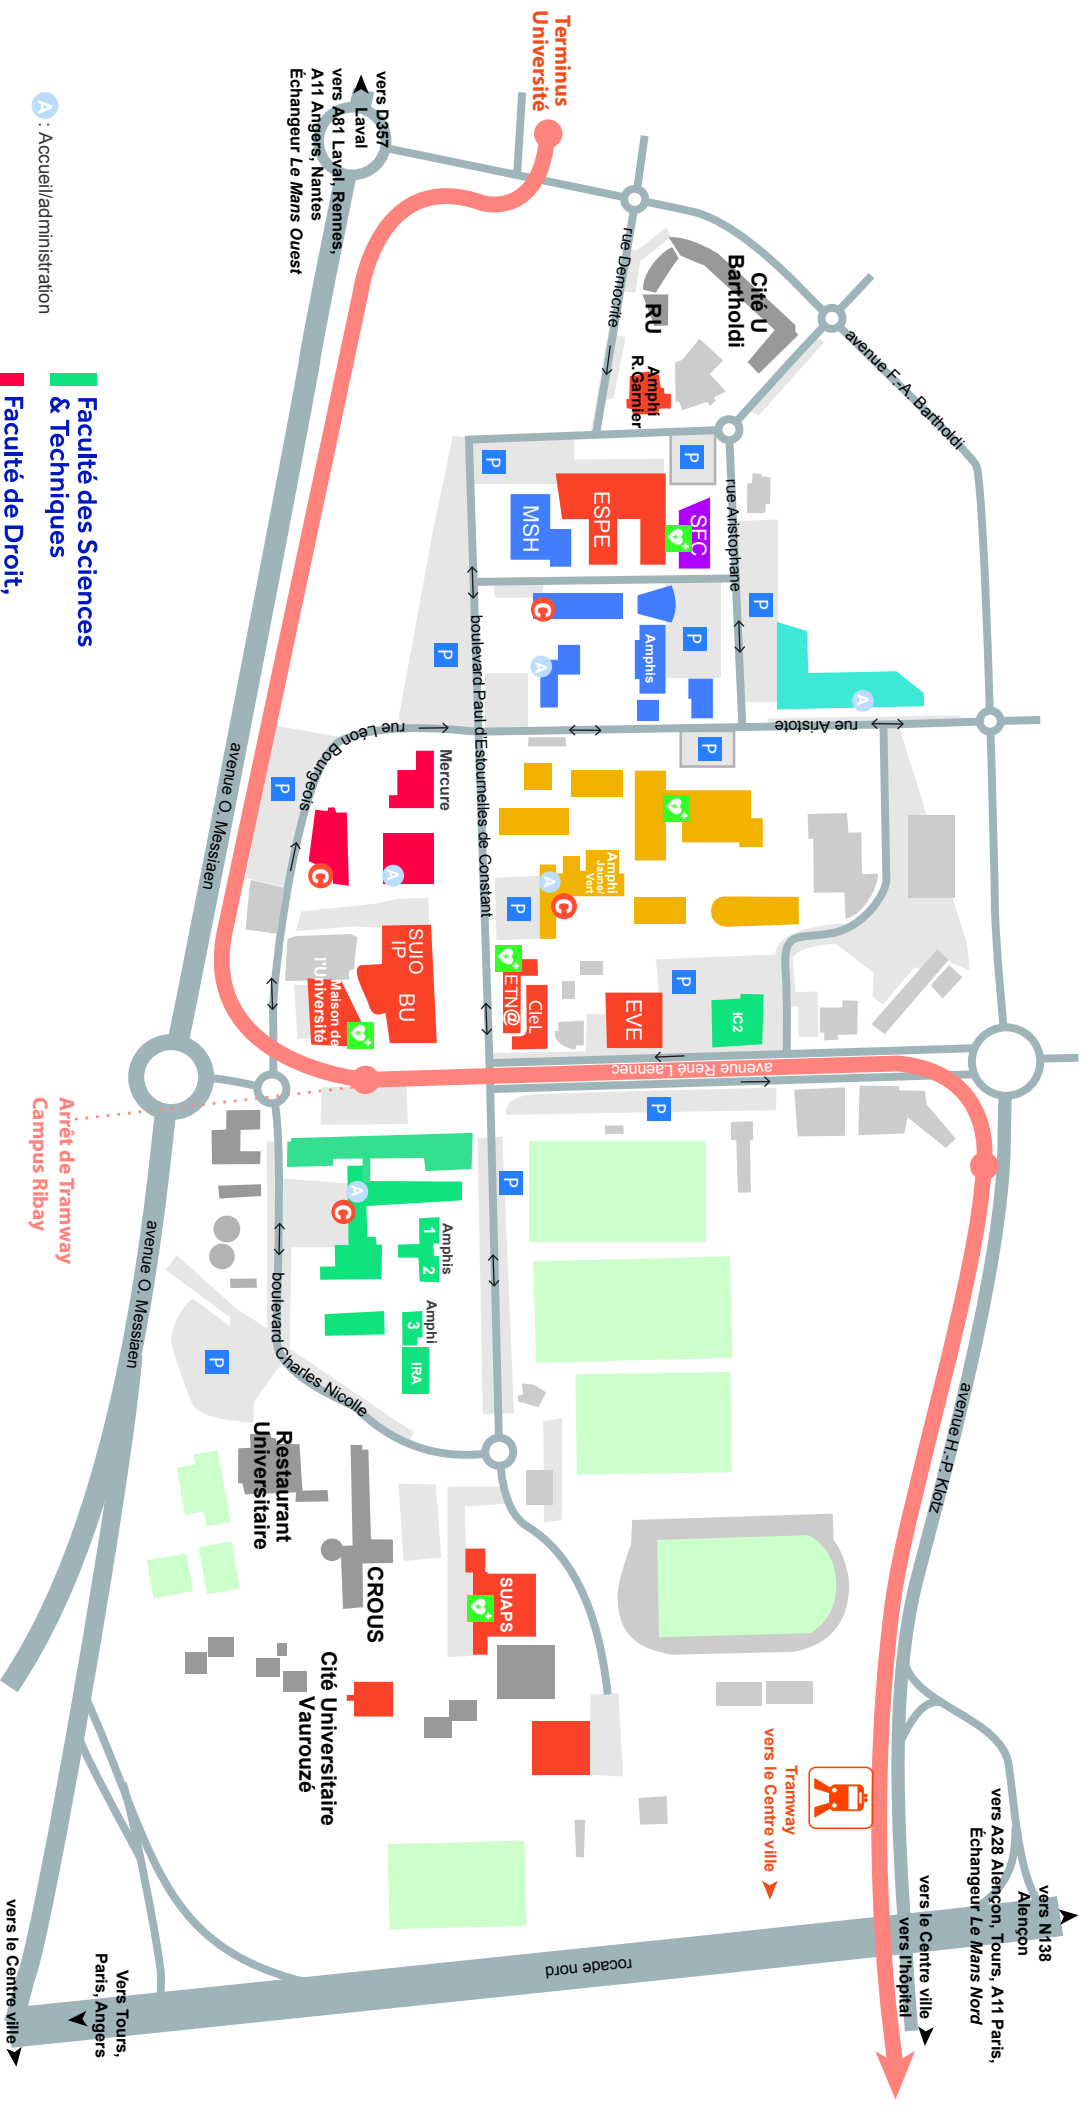 Terminus
Université
vers D357
Laval
vers A81 Laval, Rennes,
A11 Angers, Nantes
Échangeur Le Mans Ouest
A : Accueil/administration
Faculté des Sciences
& Techniques
Faculté de Droit,
rue Democrite
Cité U
Bartholdi
RU
Amphi
R.Garnier
avenue F.-A. Bartholdi
P
P
ESPE
MSH
SFC
rue Aristophane
P
C
A
Amphis
P
P
A
boulevard Paul d'Estournelles de Constant
rue Aristote
rue Léon Bourgeois
P
avenue O. Messiaen
Mercure
A
C
P
Amphi
Jaune/
Vert
A
C
P
SUIO
IP
BU
Maison de
l'Université
ETN@
CleL
EVE
P
IC2
avenue René Laennec
P
Arrêt de Tramway
Campus Ribay
avenue O. Messiaen
P
A
C
Amphis
1
2
Amphi
3
IRA
boulevard Charles Nicolle
P
avenue H.-P. Klotz
Restaurant
Universitaire
CROUS
SUAPS
Cité Universitaire
Vaurouzé
Tramway
vers le Centre ville
vers N138
Alençon
vers A28 Alençon, Tours, A11 Paris,
Échangeur Le Mans Nord
vers le Centre ville
vers l'hôpital
rocade nord
Vers Tours,
Paris, Angers
vers le Centre ville